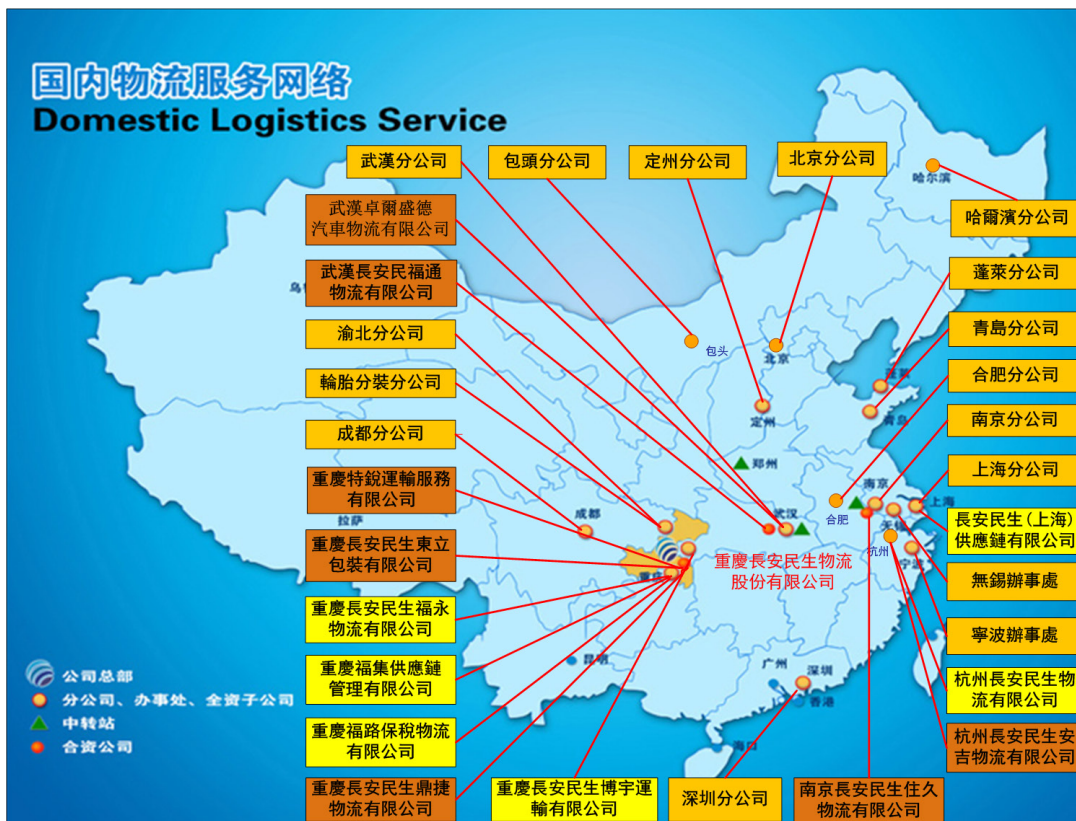 国内物流服务网络
Domestic Logistics Service
武漢分公司
包頭分公司
定州分公司
北京分公司
哈尔滨
武漢卓爾盛德
汽車物流有限公司
哈爾濱分公司
武漢長安民福通
物流有限公司
蓬萊分公司
渝北分公司
青島分公司
包头
北京
輪胎分裝分公司
合肥分公司
定州
青岛
成都分公司
南京分公司
郑州
上海分公司
重慶特銳運輸服務
有限公司
南京
上海
成都
武汉
合肥
无锡
拉萨
長安民生(上海)
供應鏈有限公司
杭州
宁波
重慶長安民生東立
包裝有限公司
重慶長安民生物流
股份有限公司
無錫辦事處
重慶長安民生福永
物流有限公司
寧波辦事處
公司总部
昆明
广州
深圳
重慶福集供應鏈
管理有限公司
杭州長安民生物
流有限公司
分公司、办事处、全资子公司
香港
中转站
重慶福路保稅物流
有限公司
杭州長安民生安
吉物流有限公司
合资公司
海口
重慶長安民生鼎捷
物流有限公司
重慶長安民生博宇運
輸有限公司
深圳分公司
南京長安民生住久
物流有限公司